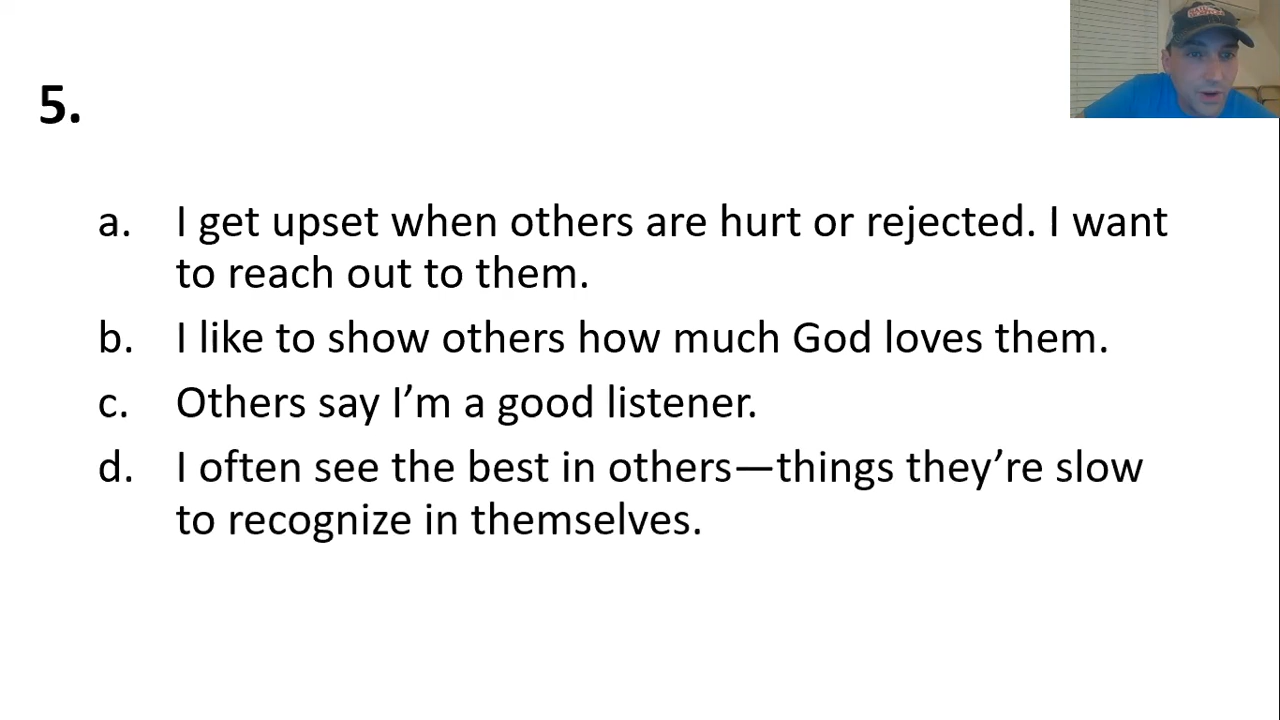 5.
a. I get upset when others are hurt or rejected. I want
to reach out to them.
b. I like to show others how much God loves them.
c. Others say I’m a good listener.
d. I often see the best in others—things they’re slow
to recognize in themselves.